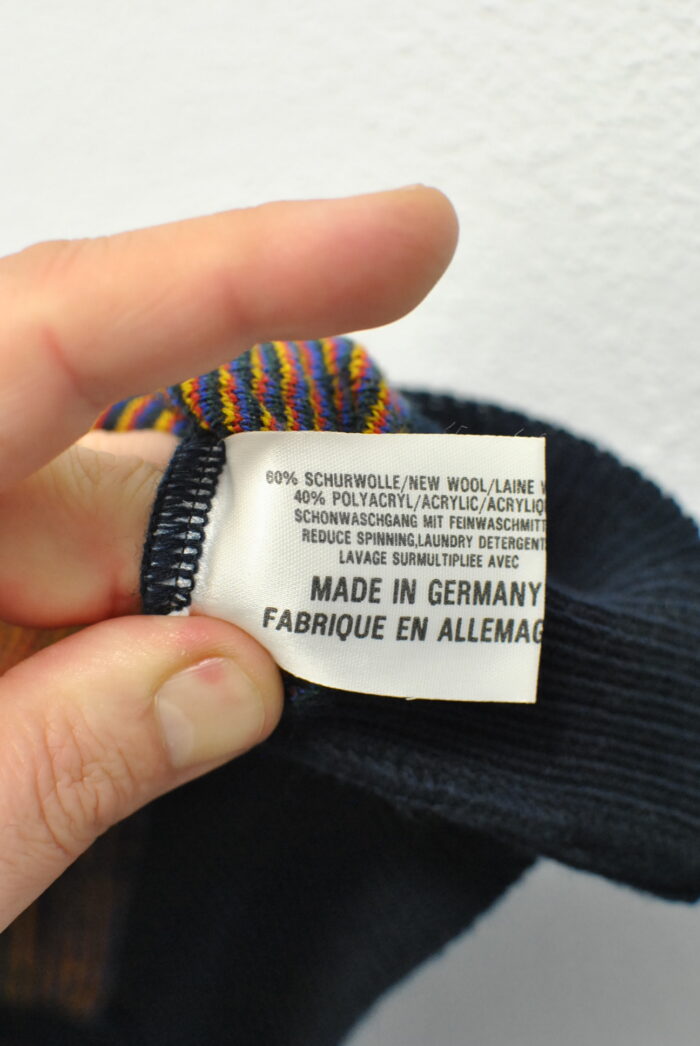 60% SCHURWOLLE/NEW WOOL/LAINE
40% POLYACRYL/ACRYLIC/ACRYLIQ
SCHONWASCHGANG MIT FEINWASCHMITT
REDUCE SPINNING,LAUNDRY DETERGENT
LAVAGE SURMULTIPLIEE AVEC
MADE IN GERMANY
FABRIQUE EN ALLEMAG